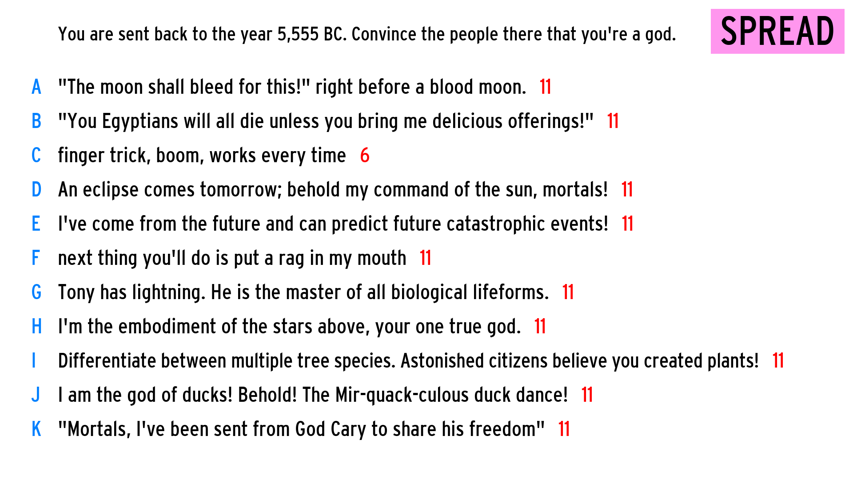 You are sent back to the year 5,555 BC. Convince the people there that you're a god.
SPREAD
A "The moon shall bleed for this!" right before a blood moon. 11
B "You Egyptians will all die unless you bring me delicious offerings!" 11
C finger trick, boom, works every time 6
D An eclipse comes tomorrow; behold my command of the sun, mortals! 11
E I've come from the future and can predict future catastrophic events! 11
F next thing you'll do is put a rag in my mouth 11
G Tony has lightning. He is the master of all biological lifeforms. 11
H I'm the embodiment of the stars above, your one true god. 11
I Differentiate between multiple tree species. Astonished citizens believe you created plants! 11
J I am the god of ducks! Behold! The Mir-quack-culous duck dance! 11
K "Mortals, I've been sent from God Cary to share his freedom" 11